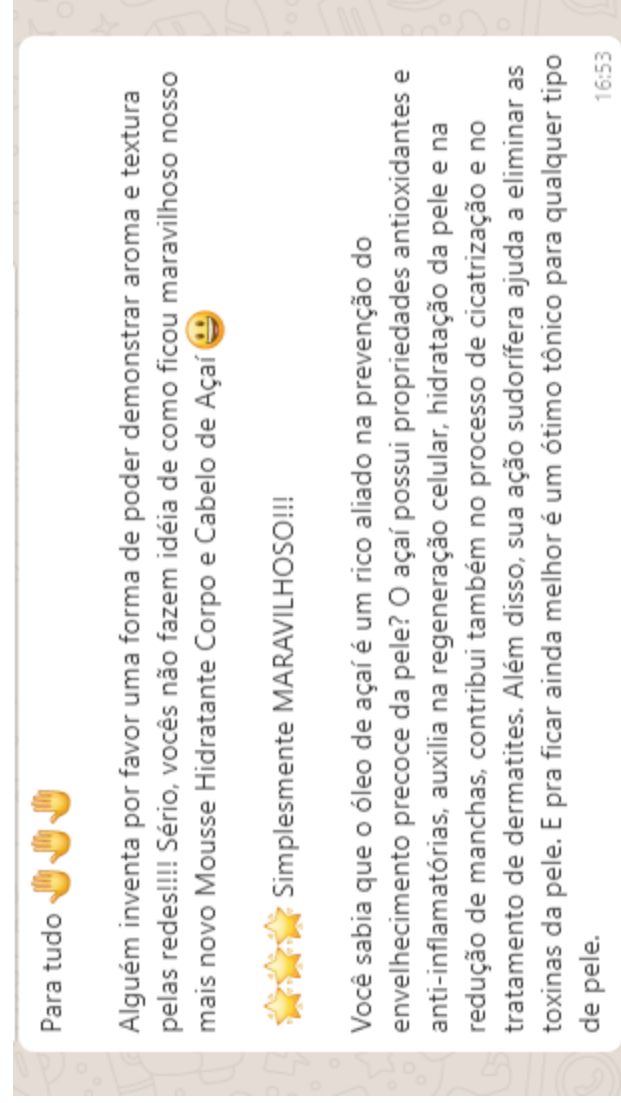 Para tudo 👋👋👋
Alguém inventa por favor uma forma de poder demonstrar aroma e textura
pelas redes!!!! Sério, vocês não fazem idéia de como ficou maravilhoso nosso
mais novo Mousse Hidratante Corpo e Cabelo de Açaí 😀
🌟🌟🌟 Simplesmente MARAVILHOSO!!!
Você sabia que o óleo de açaí é um rico aliado na prevenção do
envelhecimento precoce da pele? O açaí possui propriedades antioxidantes e
anti-inflamatórias, auxilia na regeneração celular, hidratação da pele e na
redução de manchas, contribui também no processo de cicatrização e no
tratamento de dermatites. Além disso, sua ação sudorífera ajuda a eliminar as
toxinas da pele. E pra ficar ainda melhor é um ótimo tônico para qualquer tipo
de pele.
16:53